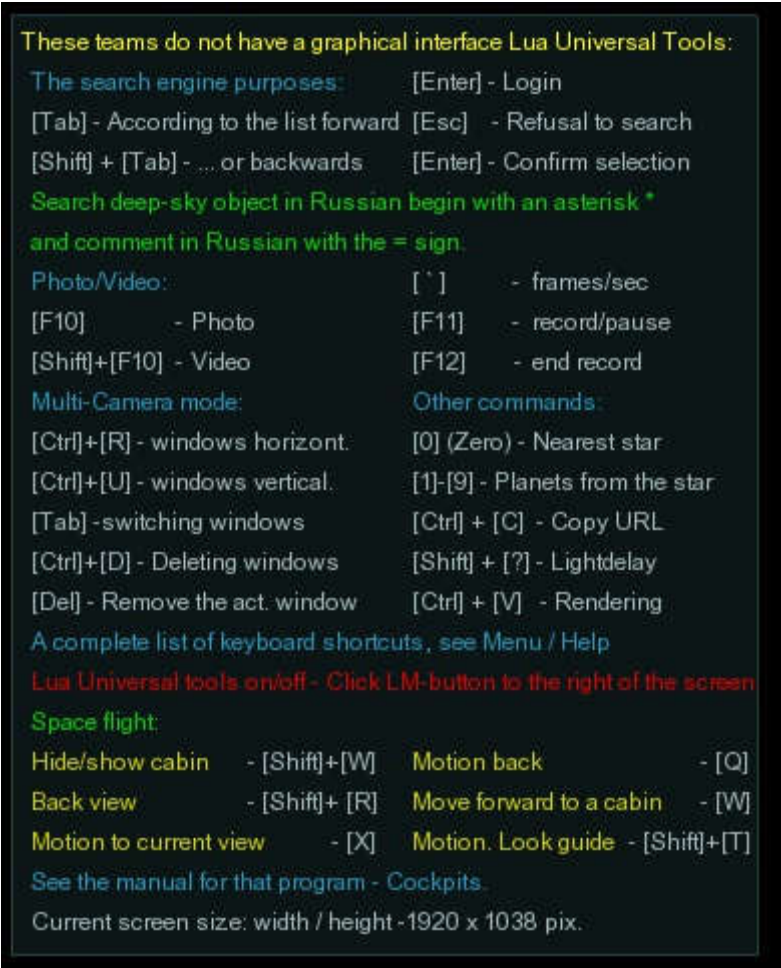 These teams do not have a graphical interface Lua Universal Tools:
The search engine purposes: [Enter] - Login
[Tab] - According to the list forward [Esc] - Refusal to search
[Shift] + [Tab] - ... or backwards [Enter] - Confirm selection
Search deep-sky object in Russian begin with an asterisk *
and comment in Russian with the = sign.
Photo/Video: [ ` ] - frames/sec
[F10] - Photo [F11] - record/pause
[Shift]+[F10] - Video [F12] - end record
Multi-Camera mode: Other commands:
[Ctrl]+[R] - windows horizont. [0] (Zero) - Nearest star
[Ctrl]+[U] - windows vertical. [1]-[9] - Planets from the star
[Tab] -switching windows [Ctrl] + [C] - Copy URL
[Ctrl]+[D] - Deleting windows [Shift] + [?] - Lightdelay
[Del] - Remove the act. window [Ctrl] + [V] - Rendering
A complete list of keyboard shortcuts, see Menu / Help
Lua Universal tools on/off - Click LM-button to the right of the screen
Space flight:
Hide/show cabin - [Shift]+[W] Motion back - [Q]
Back view - [Shift]+ [R] Move forward to a cabin - [W]
Motion to current view - [X] Motion. Look guide - [Shift]+[T]
See the manual for that program - Cockpits.
Current screen size: width / height -1920 x 1038 pix.